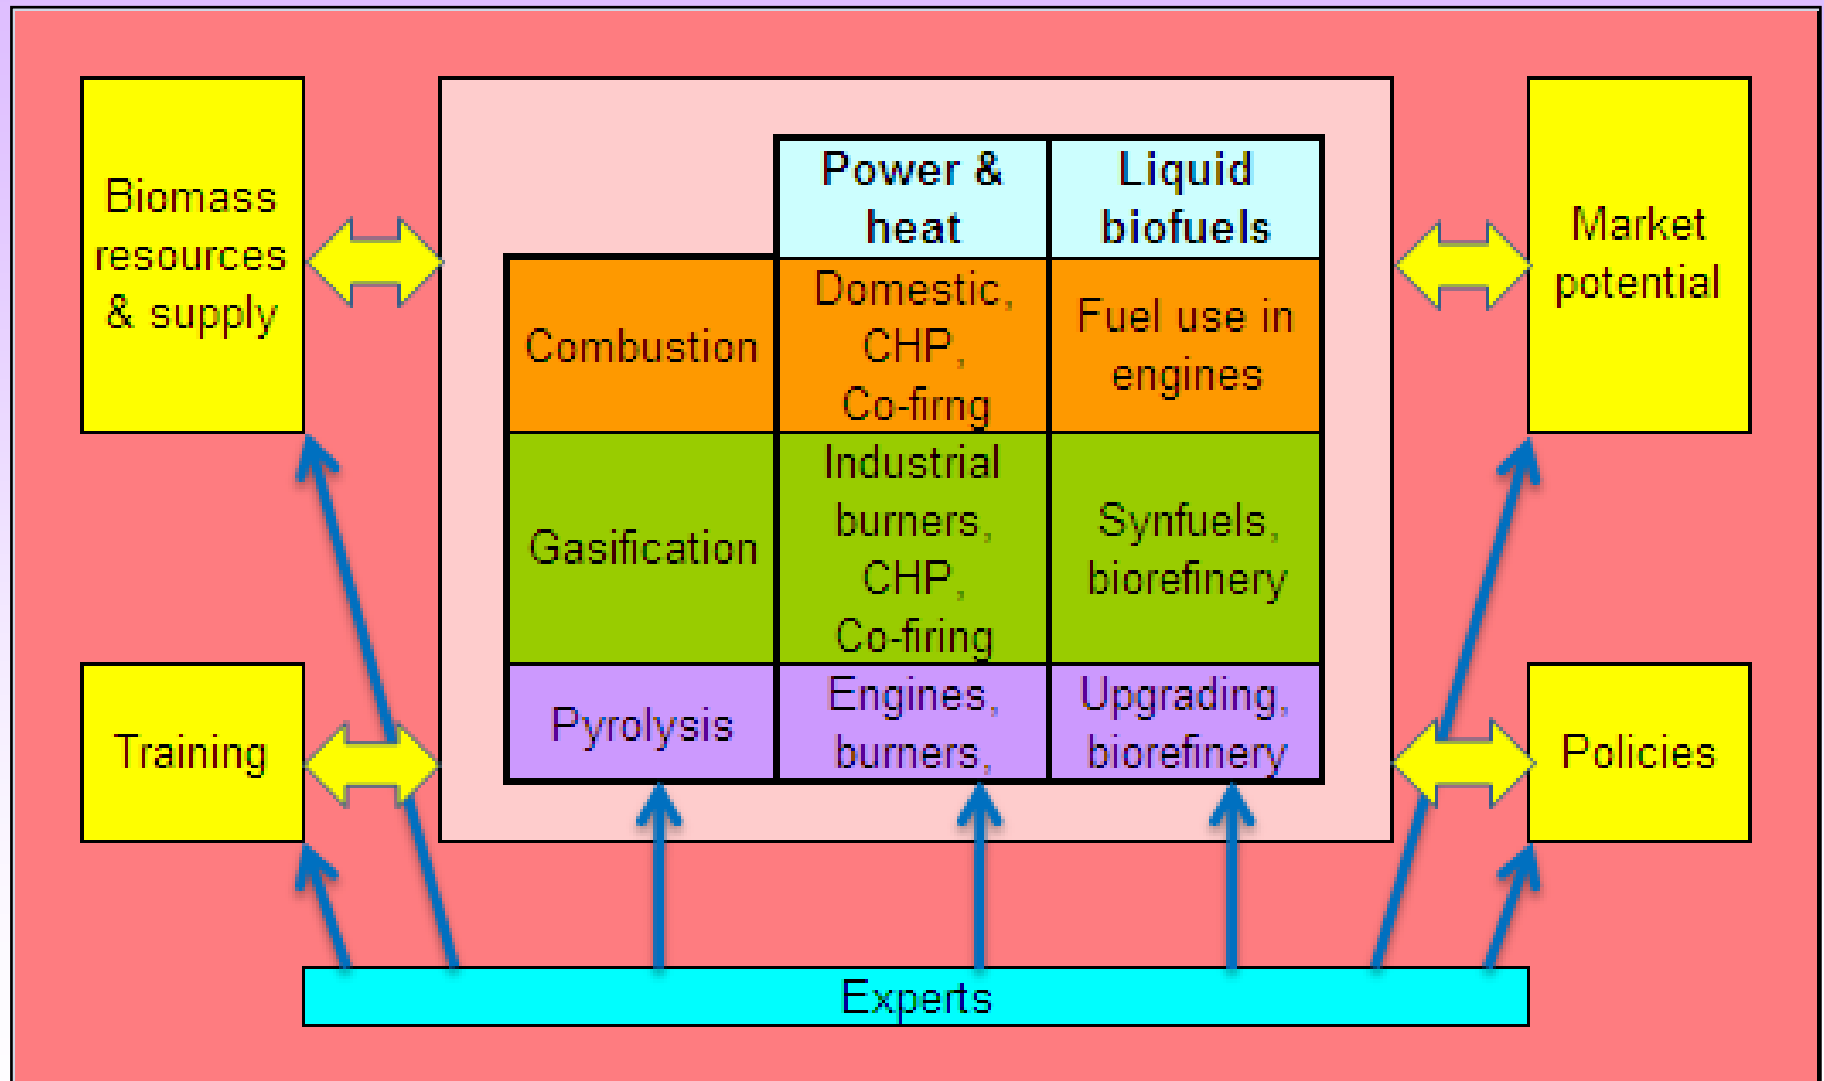 Biomass
resources
& supply
Power &
heat
Liquid
biofuels
Market
potential
Combustion
Domestic,
CHP,
Co-firng
Fuel use in
engines
Gasification
Industrial
burners,
CHP,
Co-firing
Synfuels,
biorefinery
Training
Pyrolysis
Engines,
burners,
Upgrading,
biorefinery
Policies
Experts